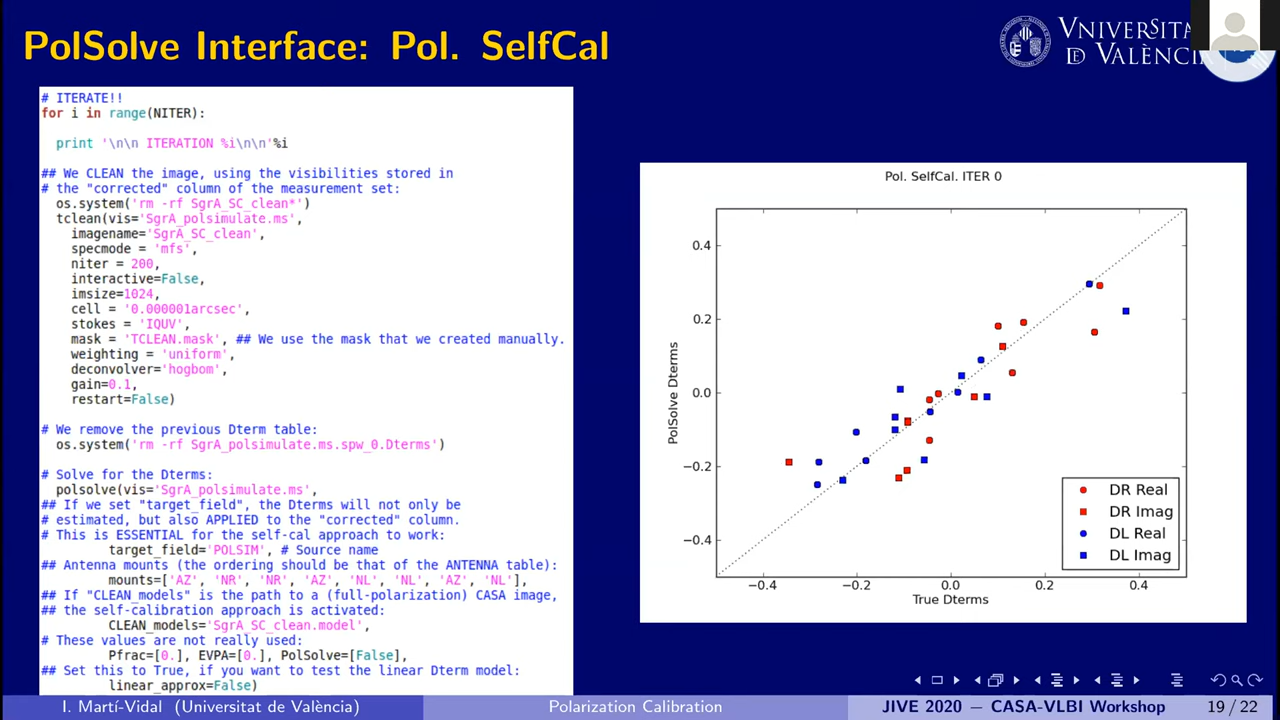 PolSolve Interface: Pol. SelfCal
VNIVERSITA
DE VALÈNCIA
# ITERATE!!
for i in range(NITER):
print '\n\n ITERATION %i\n\n'%i
## We CLEAN the image, using the visibilities stored in
# the "corrected" column of the measurement set:
os.system('rm -rf SgrA_SC_clean*')
tclean(vis='SgrA_polsimulate.ms',
imagename='SgrA_SC_clean',
specmode = 'mfs',
niter = 200,
interactive=False,
imsize=1024,
cell = '0.000001arcsec',
stokes = 'IQUV',
mask = 'TCLEAN.mask', ## We use the mask that we created manually.
weighting = 'uniform',
deconvolver='hogbom',
gain=0.1,
restart=False)
# We remove the previous Dterm table:
os.system('rm -rf SgrA_polsimulate.ms.spw_0.Dterms')
# Solve for the Dterms:
polsolve(vis='SgrA_polsimulate.ms',
## If we set "target_field", the Dterms will not only be
# estimated, but also APPLIED to the "corrected" column.
# This is ESSENTIAL for the self-cal approach to work:
target_field='POLSIM', # Source name
## Antenna mounts (the ordering should be that of the ANTENNA table):
mounts=['AZ', 'NR', 'NR', 'AZ', 'NL', 'NL', 'AZ', 'NL'],
## If "CLEAN_models" is the path to a (full-polarization) CASA image,
## the self-calibration approach is activated:
CLEAN_models='SgrA_SC_clean.model',
# These values are not really used:
Pfrac=[0.], EVPA=[0.], PolSolve=[False],
## Set this to True, if you want to test the linear Dterm model:
linear_approx=False)
Pol. SelfCal. ITER 0
0.4
0.2
0.0
−0.2
−0.4
PolSolve Dterms
DR Real
DR Imag
DL Real
DL Imag
−0.4 −0.2 0.0 0.2 0.4
True Dterms
I. Martí-Vidal (Universitat de València) Polarization Calibration JIVE 2020 − CASA-VLBI Workshop 19 / 22